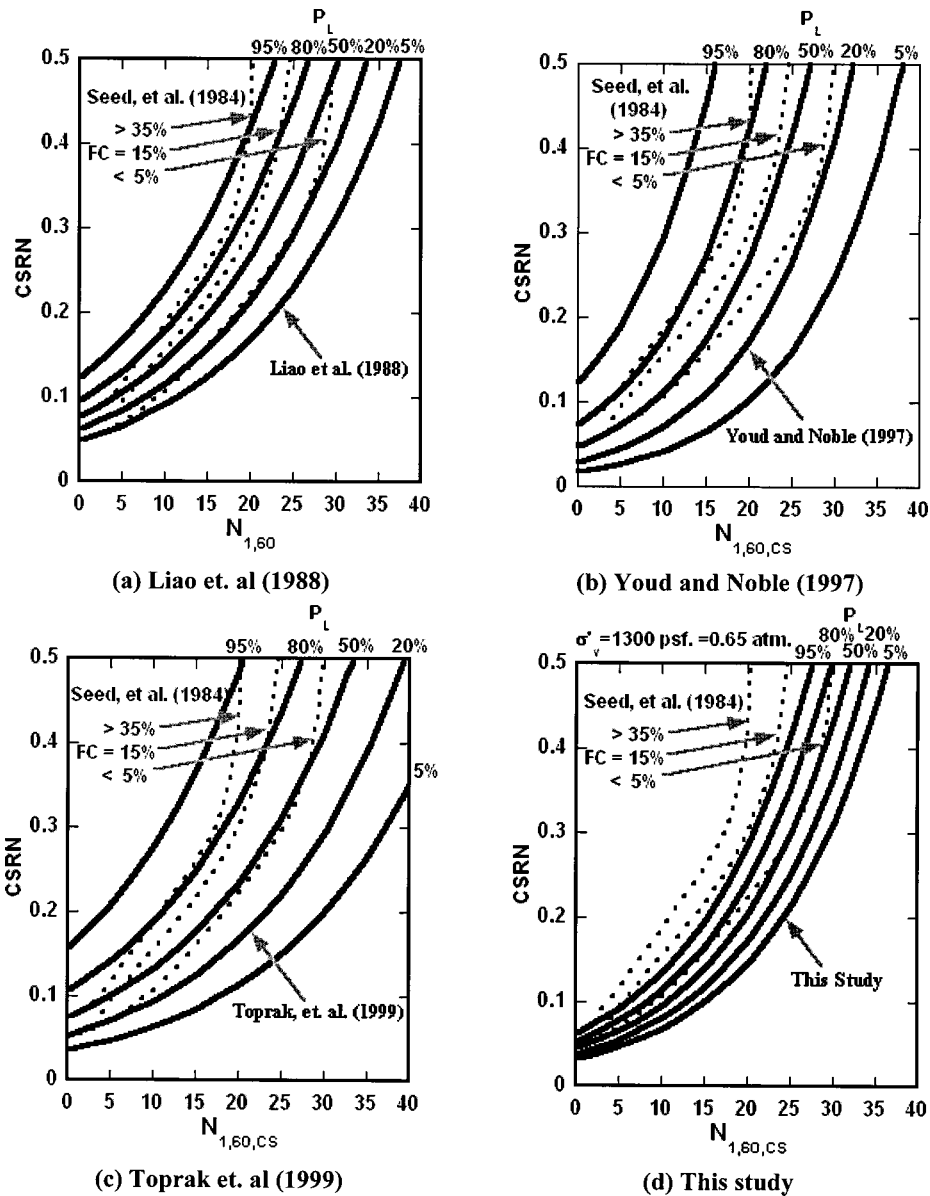 P_L
95% 80% 50% 20% 5%
0.5
Seed, et al. (1984)
> 35%
0.4
FC = 15%
< 5%
0.3
CSRN
0.2
Liao et al. (1988)
0.1
0
0 5 10 15 20 25 30 35 40
N_1,60
(a) Liao et. al (1988)
P_L
95% 80% 50% 20% 5%
0.5
Seed, et al.
(1984)
> 35%
0.4
FC = 15%
< 5%
0.3
CSRN
0.2
0.1
Youd and Noble (1997)
0
0 5 10 15 20 25 30 35 40
N_1,60,CS
(b) Youd and Noble (1997)
P_L
95% 80% 50% 20%
0.5
Seed, et al. (1984)
> 35%
0.4
FC = 15%
5%
< 5%
0.3
CSRN
0.2
0.1
Toprak, et. al. (1999)
0
0 5 10 15 20 25 30 35 40
N_1,60,CS
(c) Toprak et. al (1999)
P_L
σ'_v =1300 psf. =0.65 atm.
80% 20%
95% 50% 5%
0.5
Seed, et al. (1984)
> 35%
0.4
FC = 15%
< 5%
0.3
CSRN
0.2
This Study
0.1
0
0 5 10 15 20 25 30 35 40
N_1,60,CS
(d) This study